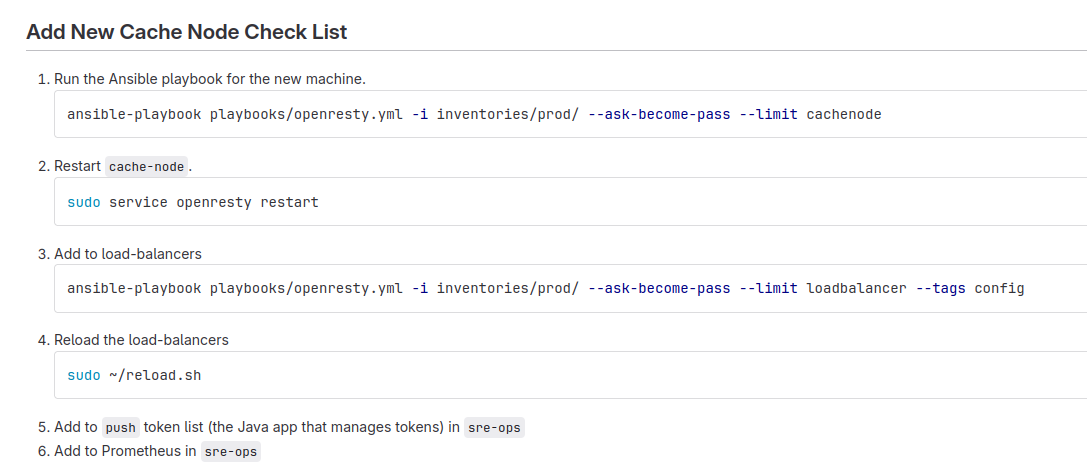 Add New Cache Node Check List
1. Run the Ansible playbook for the new machine.
ansible-playbook playbooks/openresty.yml -i inventories/prod/ --ask-become-pass --limit cachenode
2. Restart cache-node.
sudo service openresty restart
3. Add to load-balancers
ansible-playbook playbooks/openresty.yml -i inventories/prod/ --ask-become-pass --limit loadbalancer --tags config
4. Reload the load-balancers
sudo ~/reload.sh
5. Add to push token list (the Java app that manages tokens) in sre-ops
6. Add to Prometheus in sre-ops